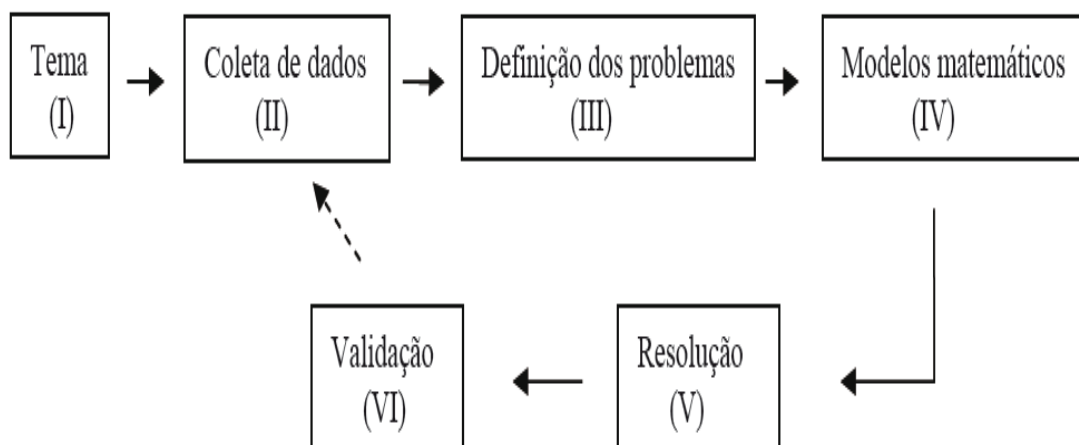 Tema
(I)
Coleta de dados
(II)
Definição dos problemas
(III)
Modelos matemáticos
(IV)
Validação
(VI)
Resolução
(V)